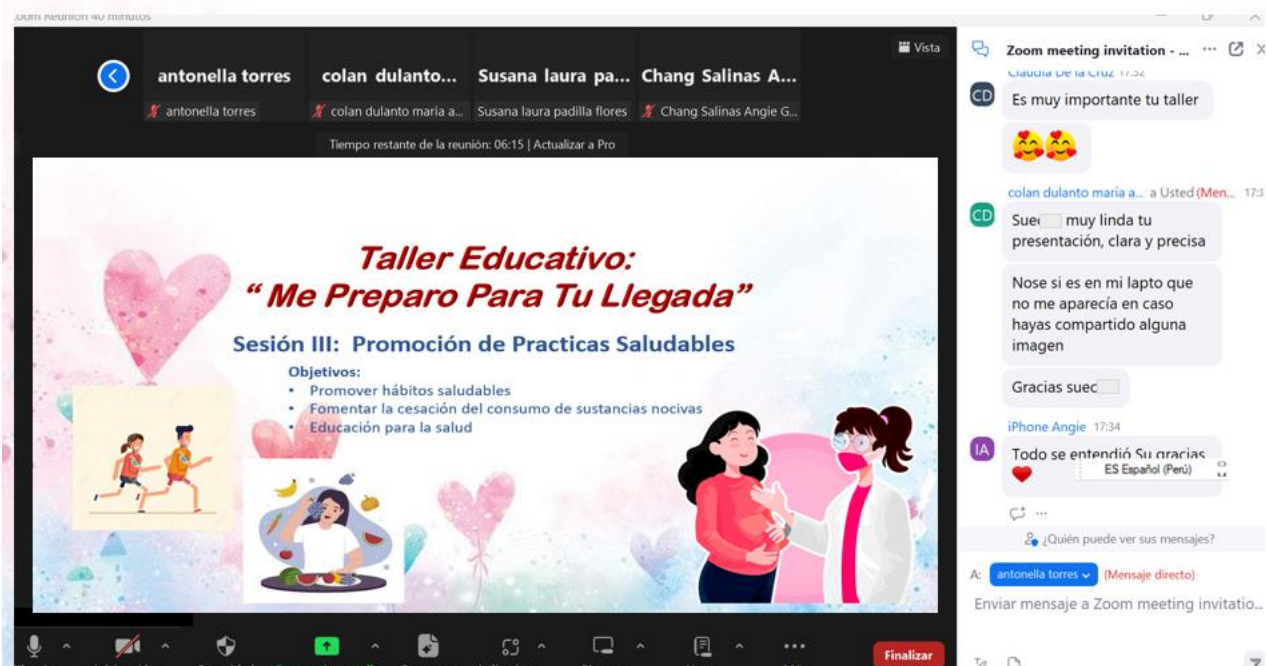 Zoom Reunión 40 minutos
Vista
antonella torres
colan dulanto...
Susana laura pa...
Chang Salinas A...
antonella torres
colan dulanto maria a...
Susana laura padilla flores
Chang Salinas Angie G...
Tiempo restante de la reunión: 06:15 | Actualizar a Pro
Taller Educativo:
“ Me Preparo Para Tu Llegada”
Sesión III: Promoción de Practicas Saludables
Objetivos:
• Promover hábitos saludables
• Fomentar la cesación del consumo de sustancias nocivas
• Educación para la salud
Finalizar
Zoom meeting invitation - ...
Claudia De la Cruz 17:32
CD
Es muy importante tu taller
colan dulanto maria a... a Usted (Men...
CD
Sue muy linda tu
presentación, clara y precisa
Nose si es en mi lapto que
no me aparecía en caso
hayas compartido alguna
imagen
Gracias suec
iPhone Angie 17:34
IA
Todo se entendió Su gracias
ES Español (Perú)
¿Quién puede ver sus mensajes?
A: antonella torres (Mensaje directo)
Enviar mensaje a Zoom meeting invitatio...